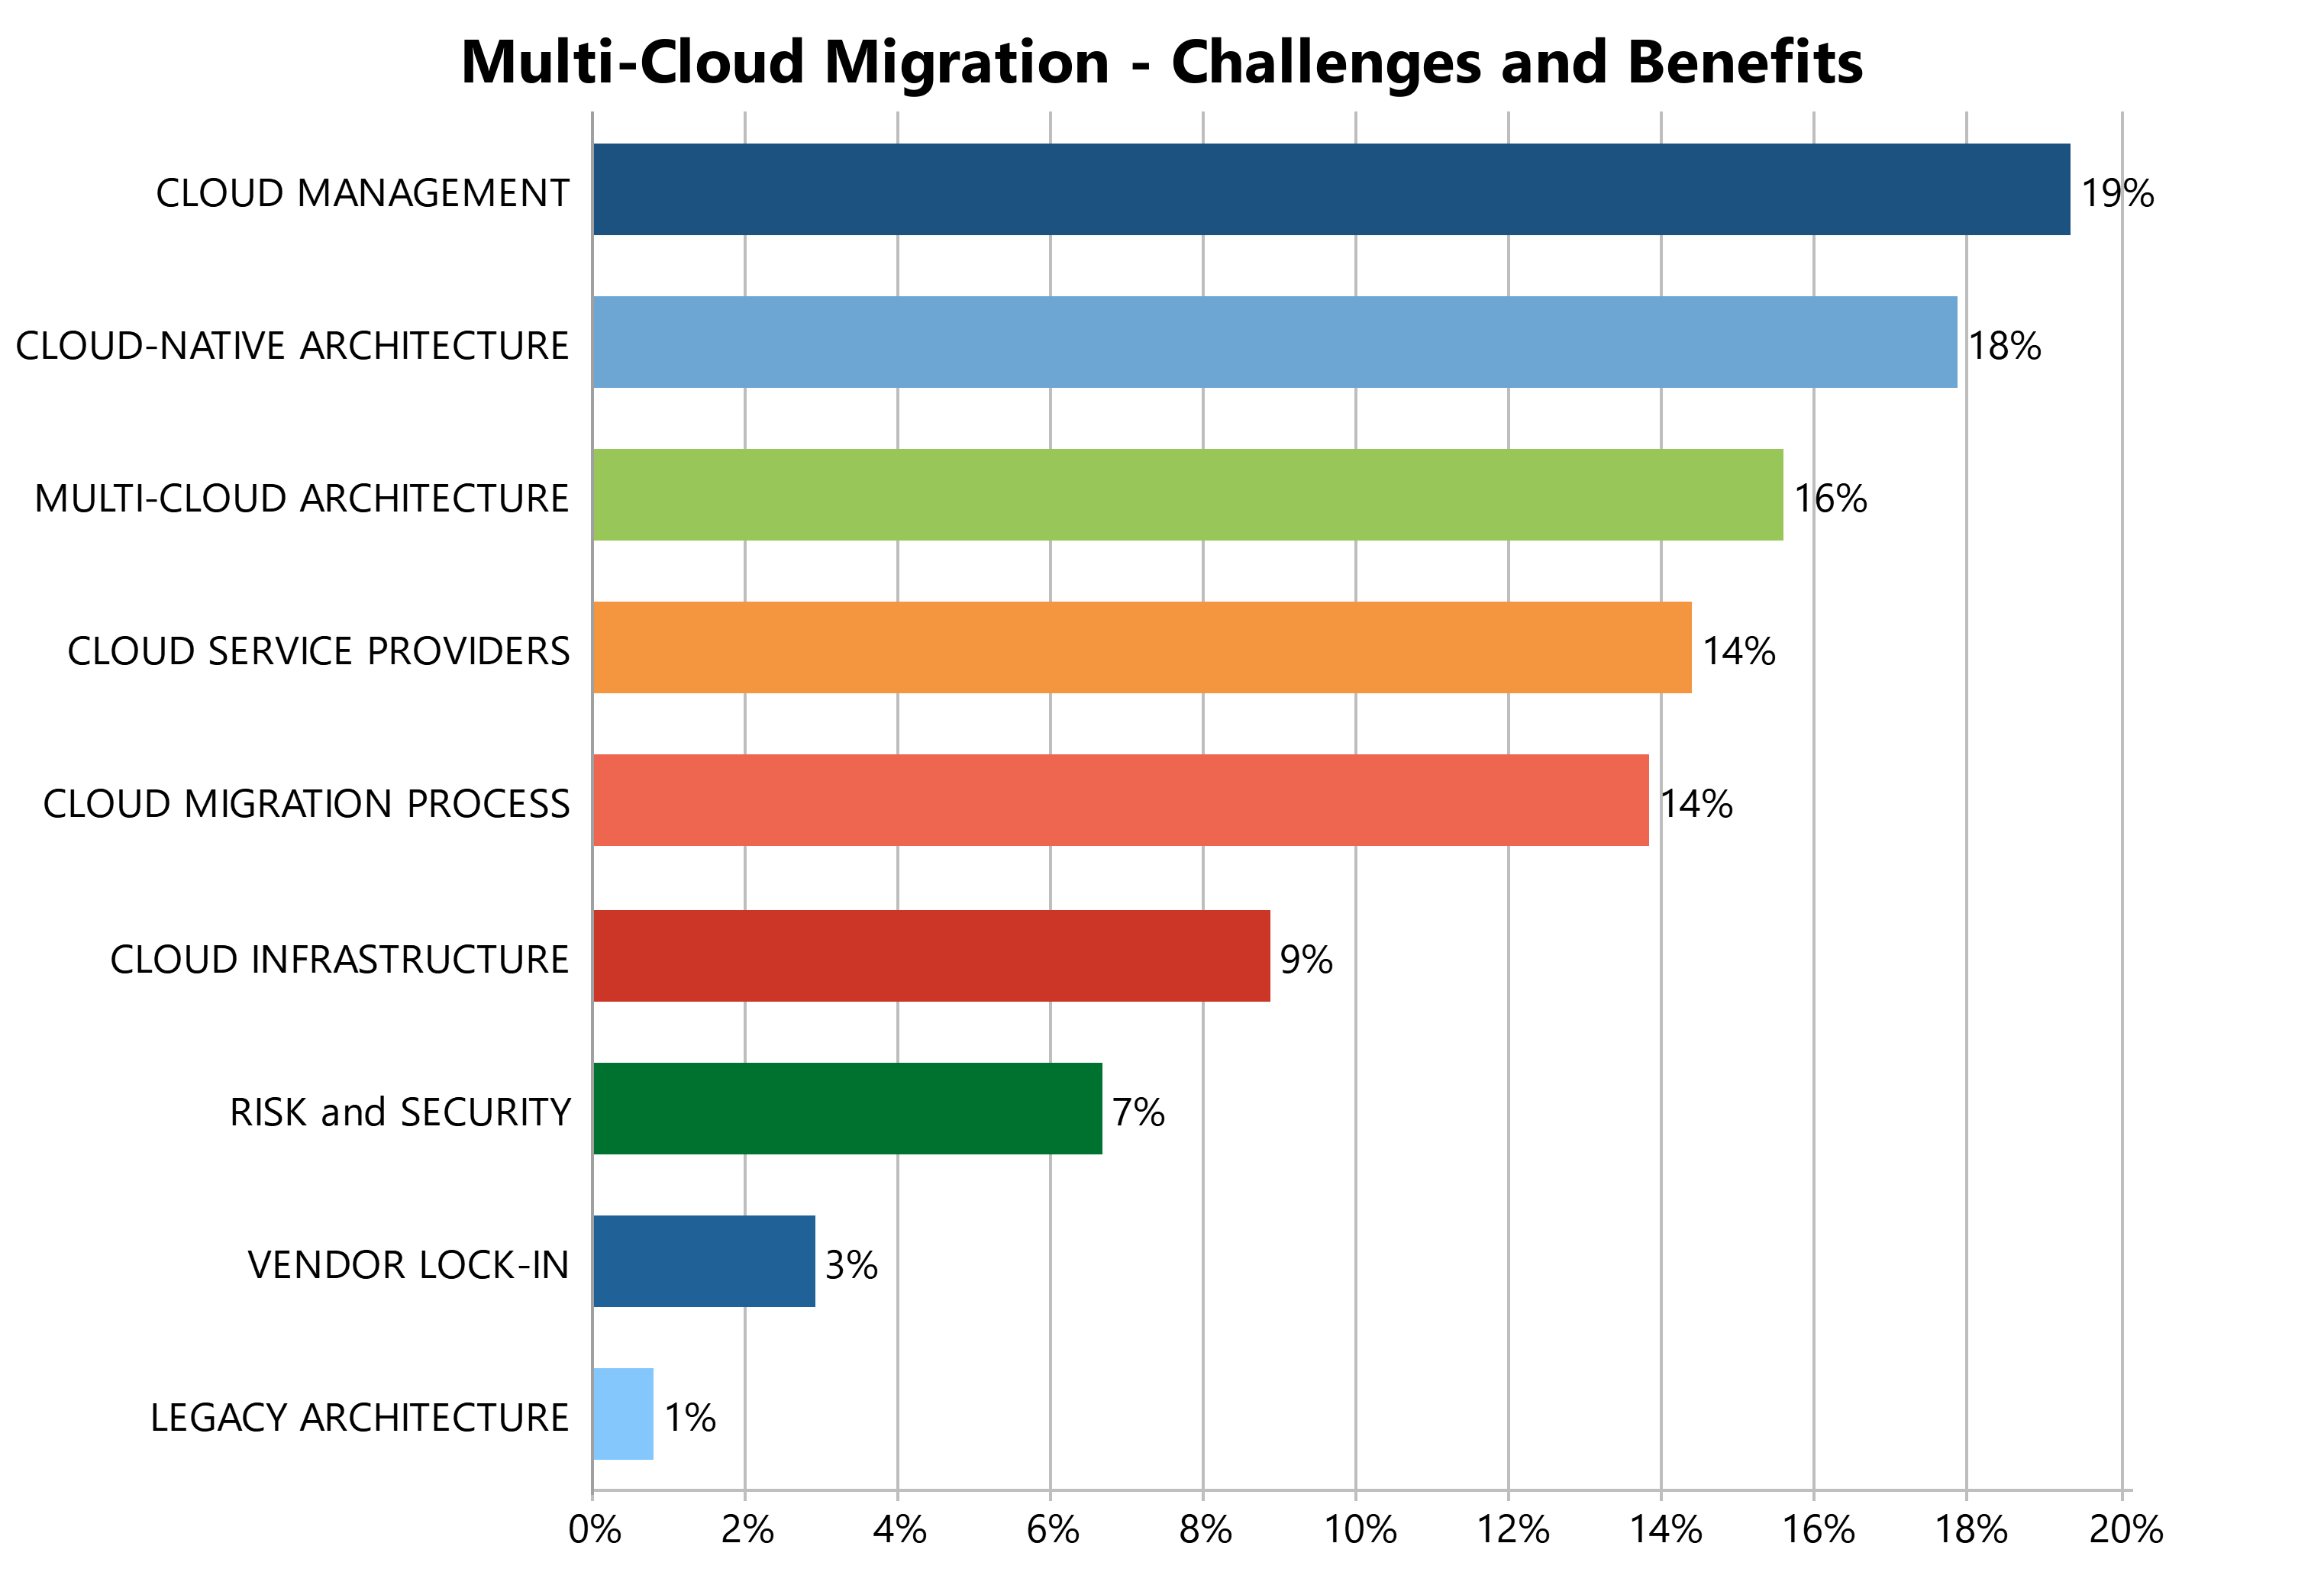 Multi-Cloud Migration - Challenges and Benefits
CLOUD MANAGEMENT 19%
CLOUD-NATIVE ARCHITECTURE 18%
MULTI-CLOUD ARCHITECTURE 16%
CLOUD SERVICE PROVIDERS 14%
CLOUD MIGRATION PROCESS 14%
CLOUD INFRASTRUCTURE 9%
RISK and SECURITY 7%
VENDOR LOCK-IN 3%
LEGACY ARCHITECTURE 1%
0% 2% 4% 6% 8% 10% 12% 14% 16% 18% 20%